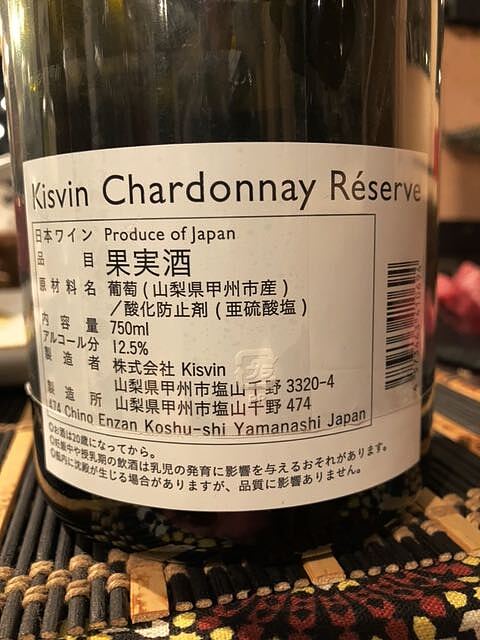 Kisvin Chardonnay Réserve
日本ワイン Produce of Japan
品目 果実酒
原材料名 葡萄 ( 山梨県甲州市産 )
／酸化防止剤 ( 亜硫酸塩 )
内容量 750ml
アルコール分 12.5%
製造者 株式会社 Kisvin
山梨県甲州市塩山千野 3320-4
製造所 山梨県甲州市塩山千野 474
474 Chino Enzan Koshu-shi Yamanashi Japan
○お酒は20歳になってから。
○妊娠中や授乳期の飲酒は乳児の発育に影響を与えるおそれがあります。
○瓶内に沈殿が生じる場合がありますが、品質に影響ありません。